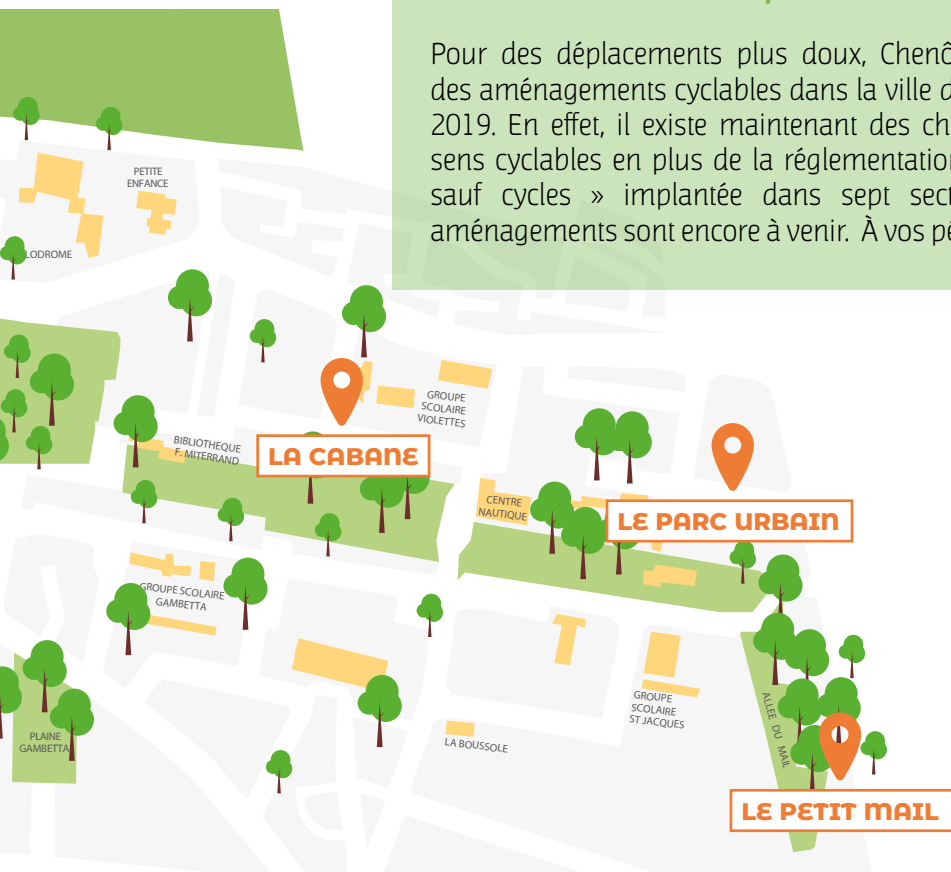 Pour des déplacements plus doux, Chenô
des aménagements cyclables dans la ville d
2019. En effet, il existe maintenant des ch
sens cyclables en plus de la réglementation
sauf cycles » implantée dans sept sect
aménagements sont encore à venir. À vos pé
PETITE
ENFANCE
LODROME
GROUPE
SCOLAIRE
VIOLETTES
BIBLIOTHEQUE
F. MITERRAND
LA CABANE
CENTRE
NAUTIQUE
LE PARC URBAIN
GROUPE SCOLAIRE
GAMBETTA
GROUPE
SCOLAIRE
ST JACQUES
ALLEE DU MAIL
PLAINE
GAMBETTA
LA BOUSSOLE
LE PETIT MAIL